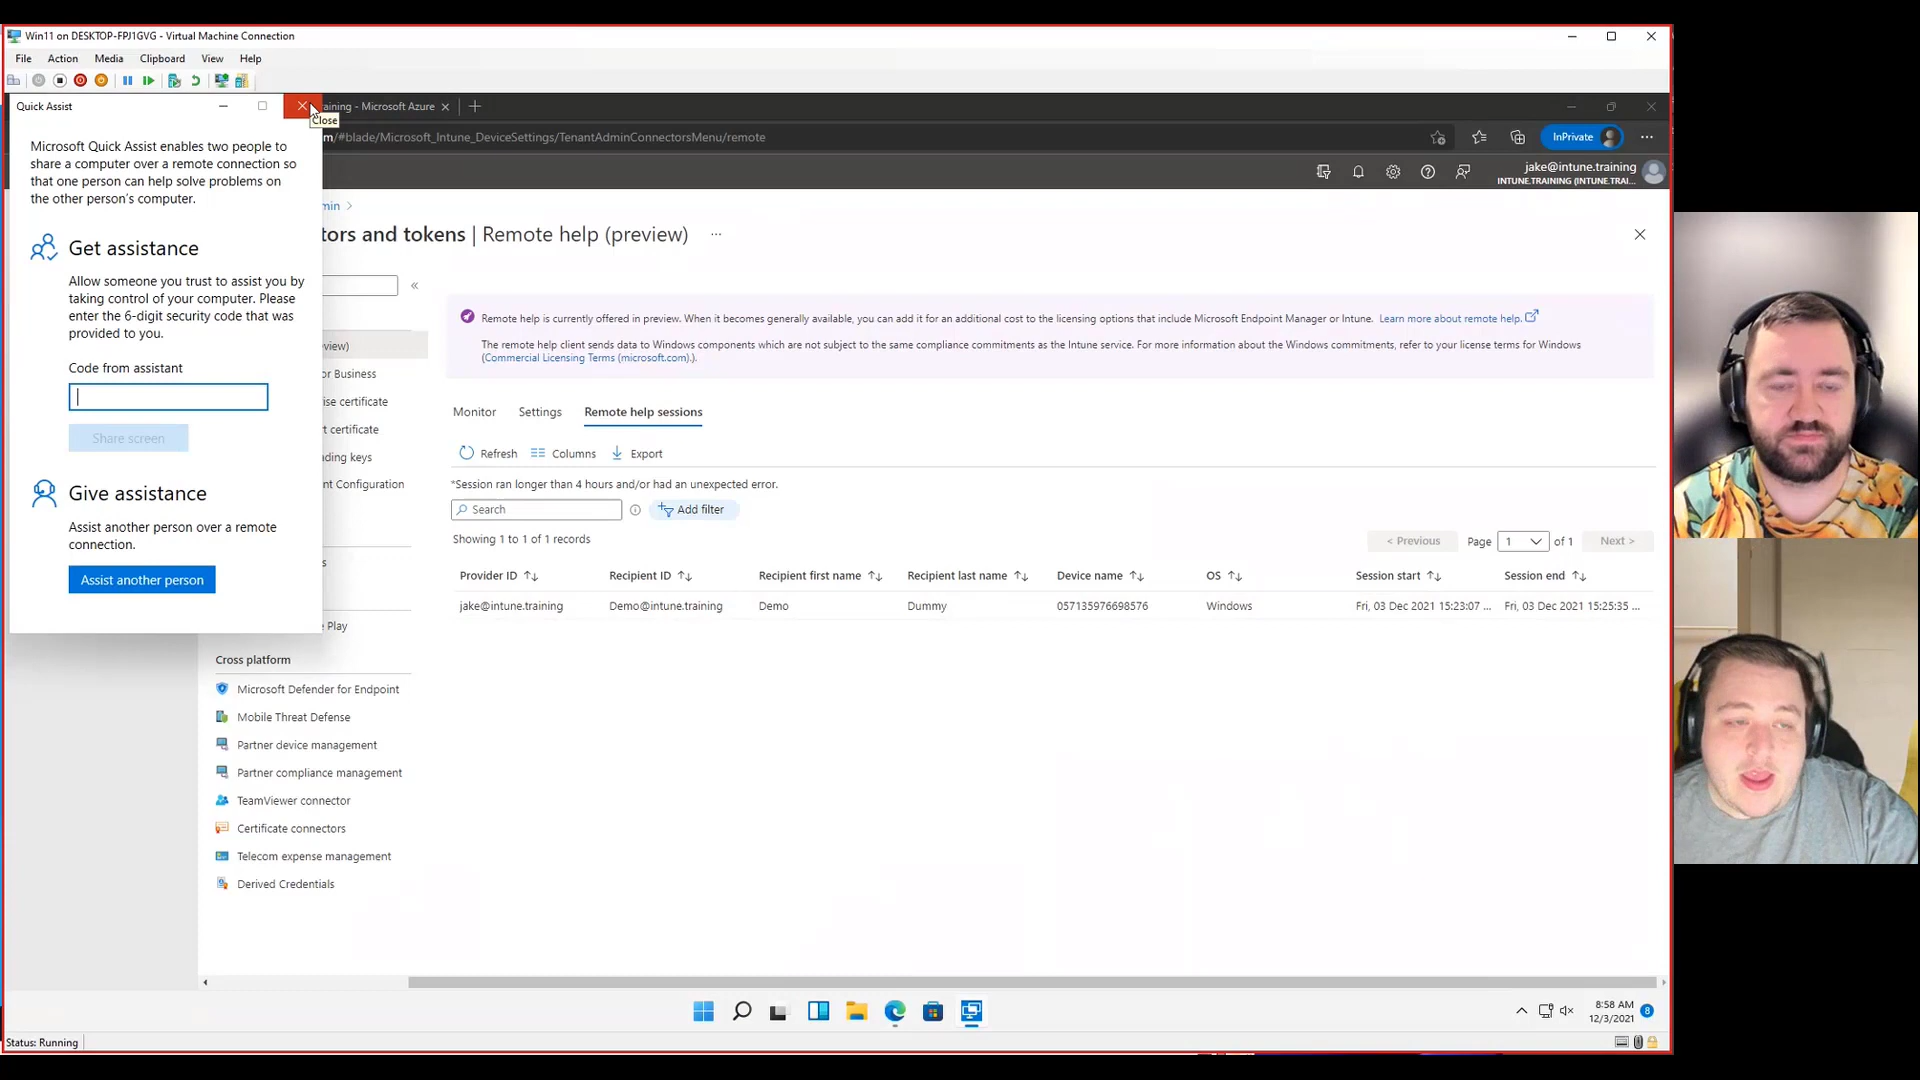 Win11 on DESKTOP-FPJ1GVG - Virtual Machine Connection
File Action Media Clipboard View Help
Quick Assist
Close
raining - Microsoft Azure
m/#blade/Microsoft_Intune_DeviceSettings/TenantAdminConnectorsMenu/remote
InPrivate
jake@intune.training
INTUNE.TRAINING (INTUNE.TRAI...
Microsoft Quick Assist enables two people to
share a computer over a remote connection so
that one person can help solve problems on
the other person's computer.
Get assistance
Allow someone you trust to assist you by
taking control of your computer. Please
enter the 6-digit security code that was
provided to you.
Code from assistant
Share screen
Give assistance
Assist another person over a remote
connection.
Assist another person
min >
tors and tokens | Remote help (preview) ...
«
view)
or Business
ise certificate
t certificate
ading keys
nt Configuration
s
e Play
Cross platform
Microsoft Defender for Endpoint
Mobile Threat Defense
Partner device management
Partner compliance management
TeamViewer connector
Certificate connectors
Telecom expense management
Derived Credentials
Remote help is currently offered in preview. When it becomes generally available, you can add it for an additional cost to the licensing options that include Microsoft Endpoint Manager or Intune. Learn more about remote help.
The remote help client sends data to Windows components which are not subject to the same compliance commitments as the Intune service. For more information about the Windows commitments, refer to your license terms for Windows
(Commercial Licensing Terms (microsoft.com).).
Monitor Settings Remote help sessions
Refresh Columns Export
*Session ran longer than 4 hours and/or had an unexpected error.
Search Add filter
Showing 1 to 1 of 1 records
< Previous Page 1 of 1 Next >
Provider ID Recipient ID Recipient first name Recipient last name Device name OS Session start Session end
jake@intune.training Demo@intune.training Demo Dummy 057135976698576 Windows Fri, 03 Dec 2021 15:23:07 ... Fri, 03 Dec 2021 15:25:35 ...
8:58 AM
12/3/2021
8
Status: Running